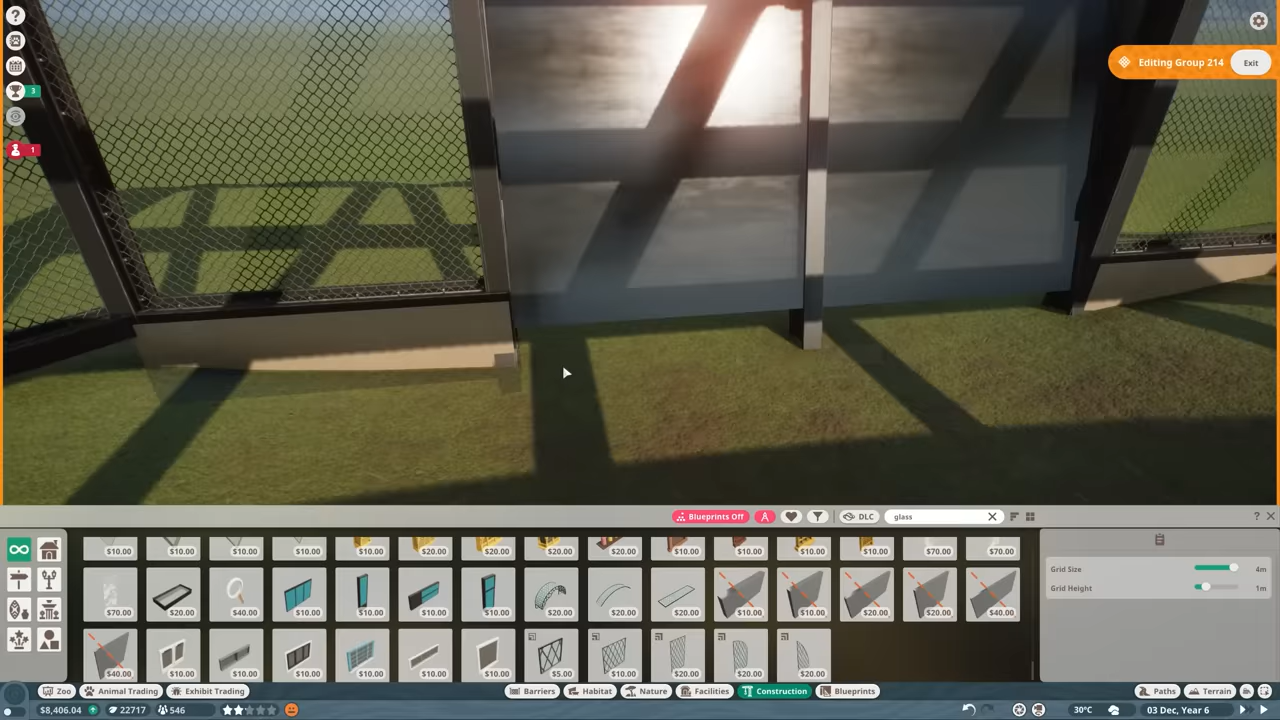 ?
3
1
Editing Group 214
Exit
Blueprints Off
DLC
glass
?
$10.00 $10.00 $10.00 $10.00 $10.00 $20.00 $20.00 $20.00 $20.00 $10.00 $10.00 $10.00 $10.00 $70.00 $70.00
$70.00 $20.00 $40.00 $10.00 $10.00 $10.00 $10.00 $20.00 $20.00 $20.00 $10.00 $10.00 $20.00 $20.00 $40.00
$40.00 $10.00 $10.00 $10.00 $10.00 $10.00 $10.00 $5.00 $10.00 $20.00 $20.00 $20.00
Grid Size 4m
Grid Height 1m
Zoo Animal Trading Exhibit Trading Barriers Habitat Nature Facilities Construction Blueprints Paths Terrain
$8,406.04 22717 546 30°C 03 Dec, Year 6